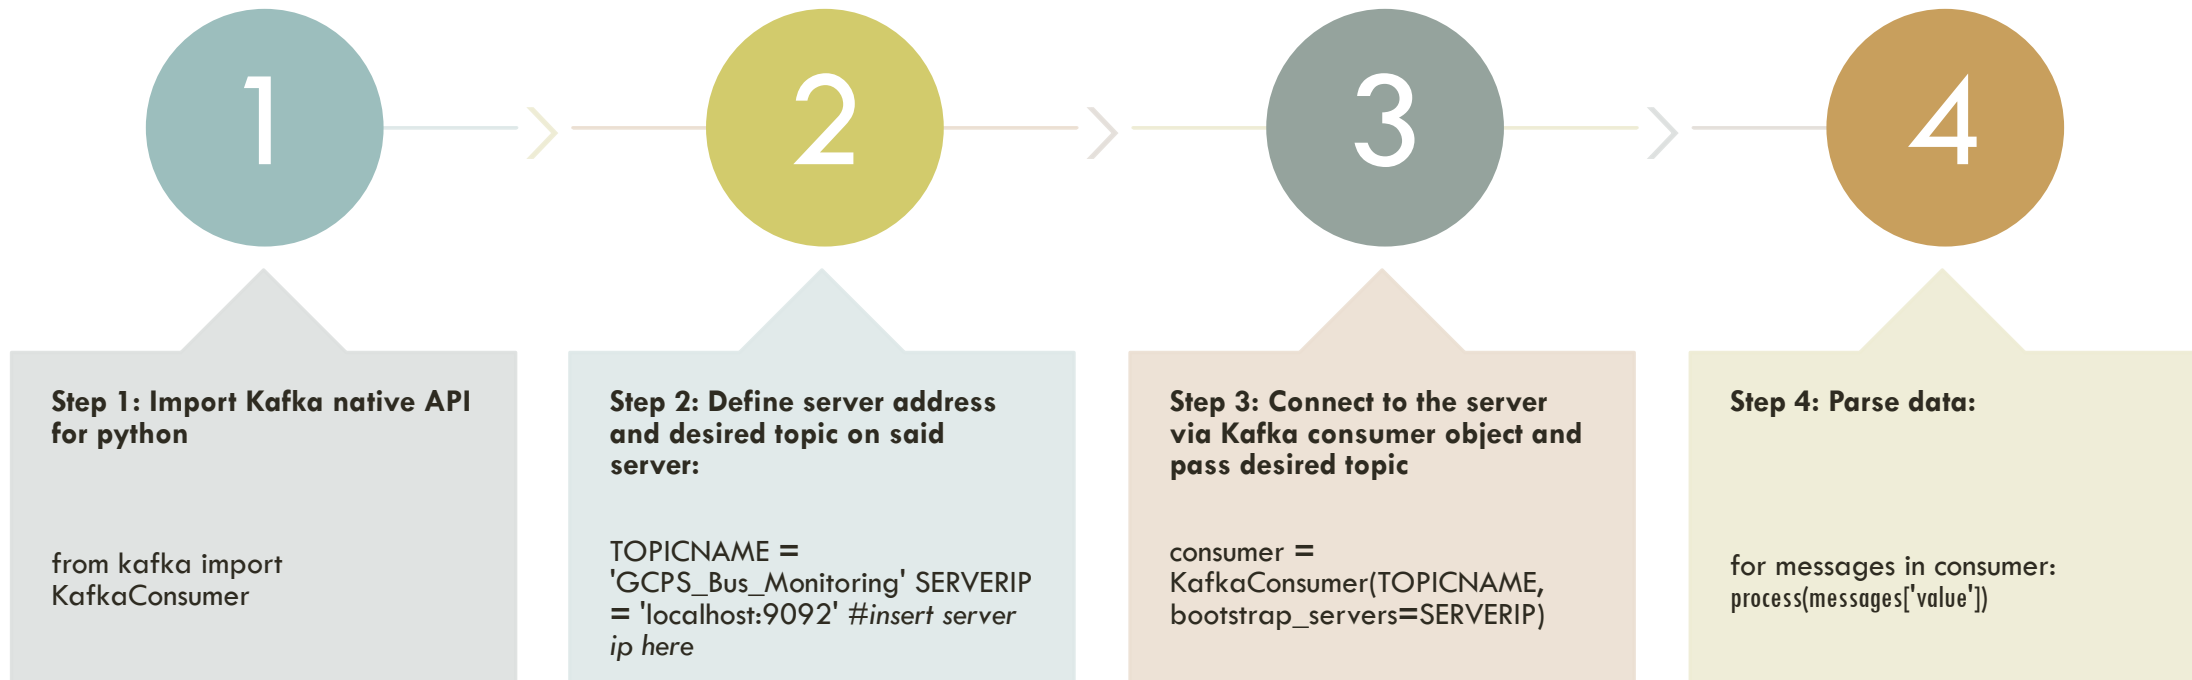 1
2
3
4
Step 1: Import Kafka native API
for python
from kafka import
KafkaConsumer
Step 2: Define server address
and desired topic on said
server:
TOPICNAME =
'GCPS_Bus_Monitoring' SERVERIP
= 'localhost:9092' #insert server
ip here
Step 3: Connect to the server
via Kafka consumer object and
pass desired topic
consumer =
KafkaConsumer(TOPICNAME,
bootstrap_servers=SERVERIP)
Step 4: Parse data:
for messages in consumer:
process(messages['value'])